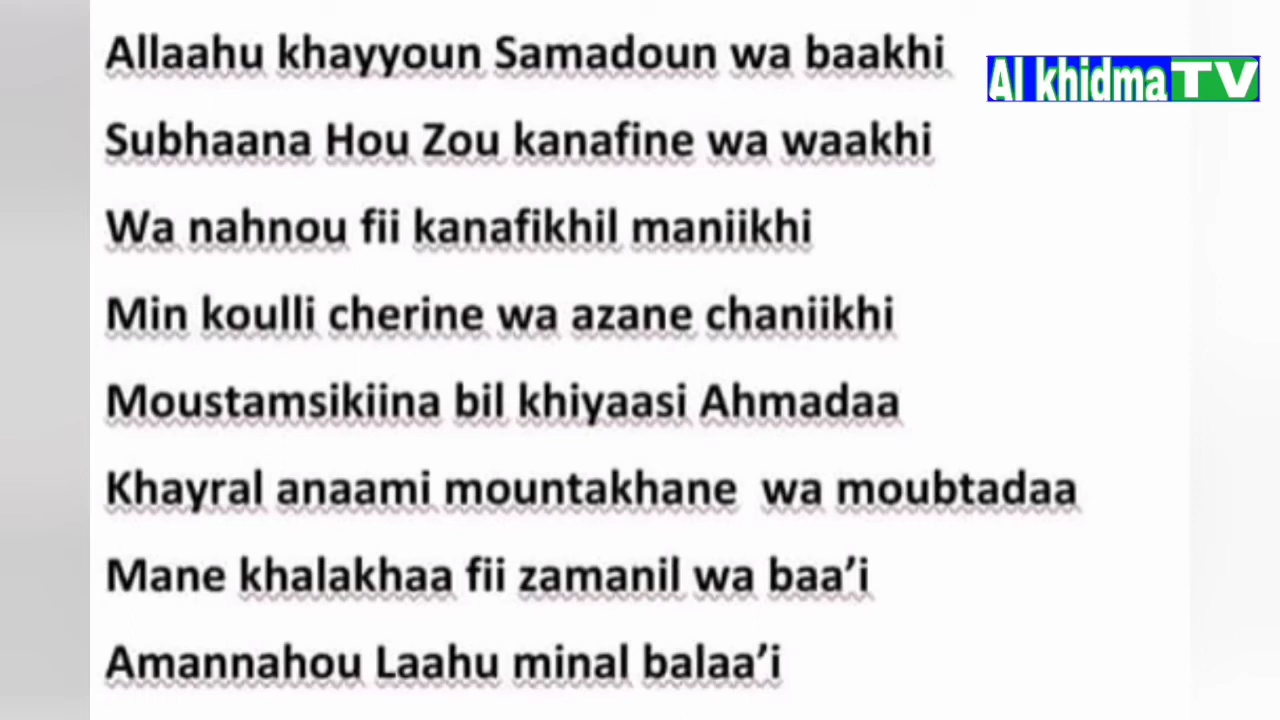 Allaahu khayyoun Samadoun wa baakhi
Al khidmaTV
Subhaana Hou Zou kanafine wa waakhi
Wa nahnou fii kanafikhil maniikhi
Min koulli cherine wa azane chaniikhi
Moustamsikiina bil khiyaasi Ahmadaa
Khayral anaami mountakhane wa moubtadaa
Mane khalakhaa fii zamanil wa baa’i
Amannahou Laahu minal balaa’i